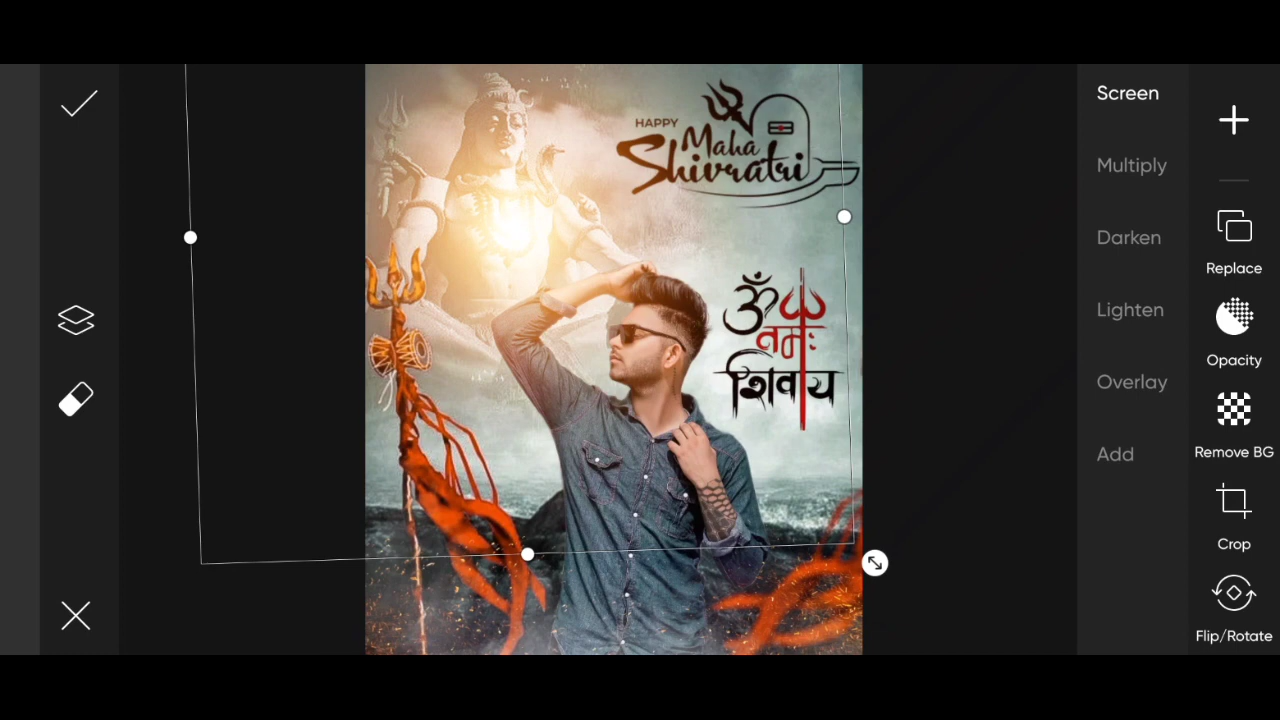 HAPPY
Maha
Shivratri
ॐ
नमः
शिवाय
Screen
Multiply
Darken
Lighten
Overlay
Add
Replace
Opacity
Remove BG
Crop
Flip/Rotate